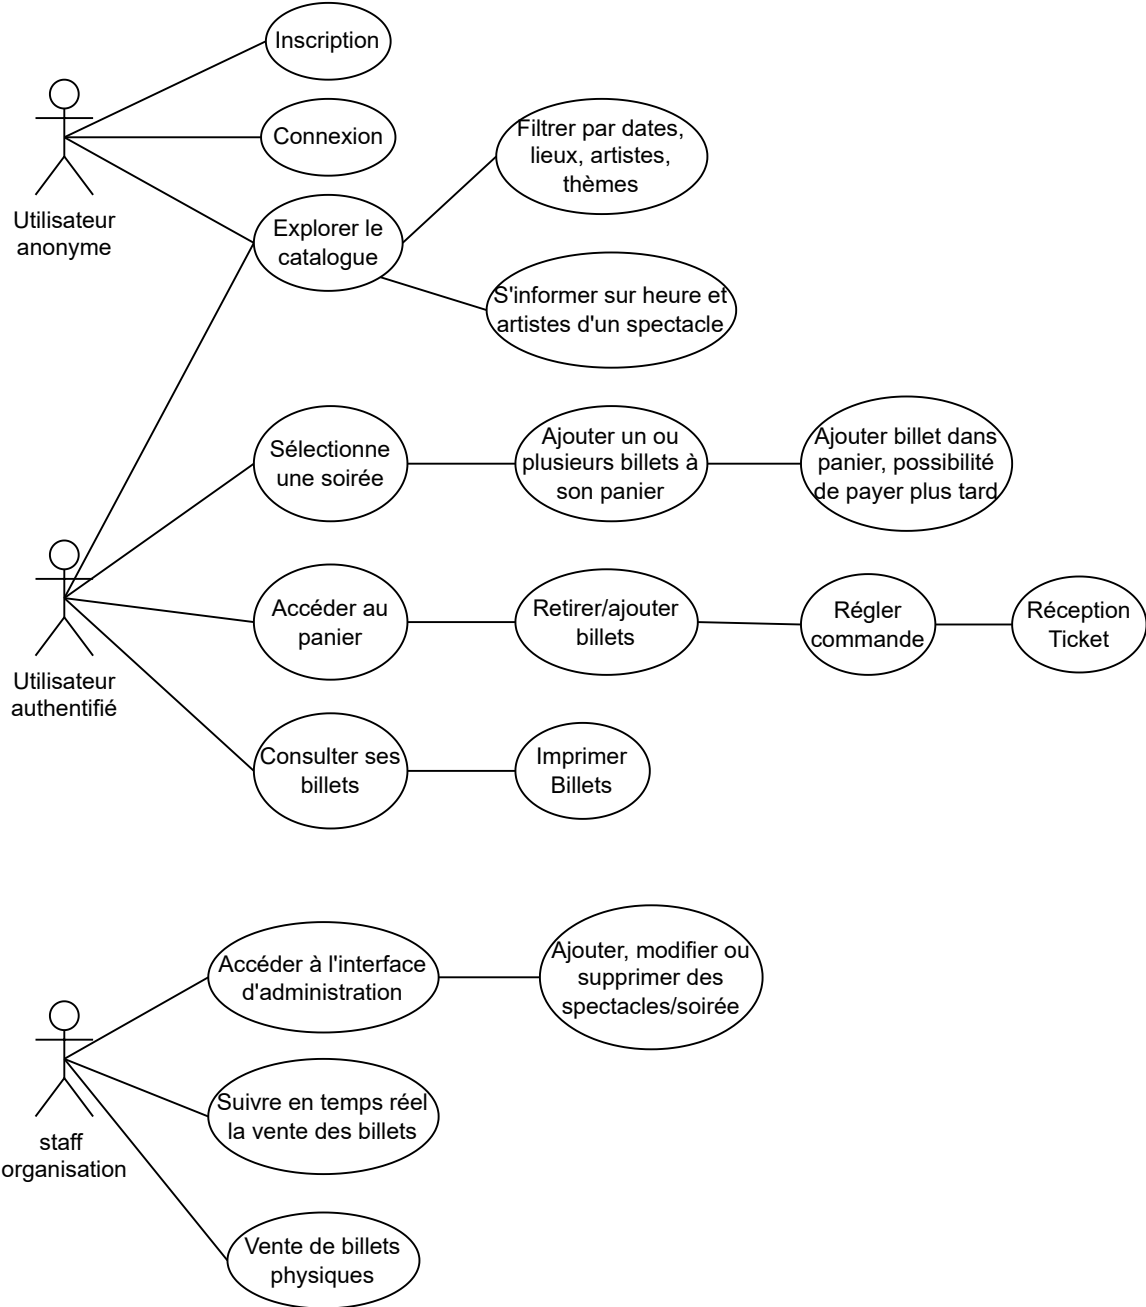 Inscription
Utilisateur
anonyme
Connexion
Filtrer par dates,
lieux, artistes,
thèmes
Explorer le
catalogue
S'informer sur heure et
artistes d'un spectacle
Sélectionne
une soirée
Ajouter un ou
plusieurs billets à
son panier
Ajouter billet dans
panier, possibilité
de payer plus tard
Utilisateur
authentifié
Accéder au
panier
Retirer/ajouter
billets
Régler
commande
Réception
Ticket
Consulter ses
billets
Imprimer
Billets
Accéder à l'interface
d'administration
Ajouter, modifier ou
supprimer des
spectacles/soirée
staff
organisation
Suivre en temps réel
la vente des billets
Vente de billets
physiques